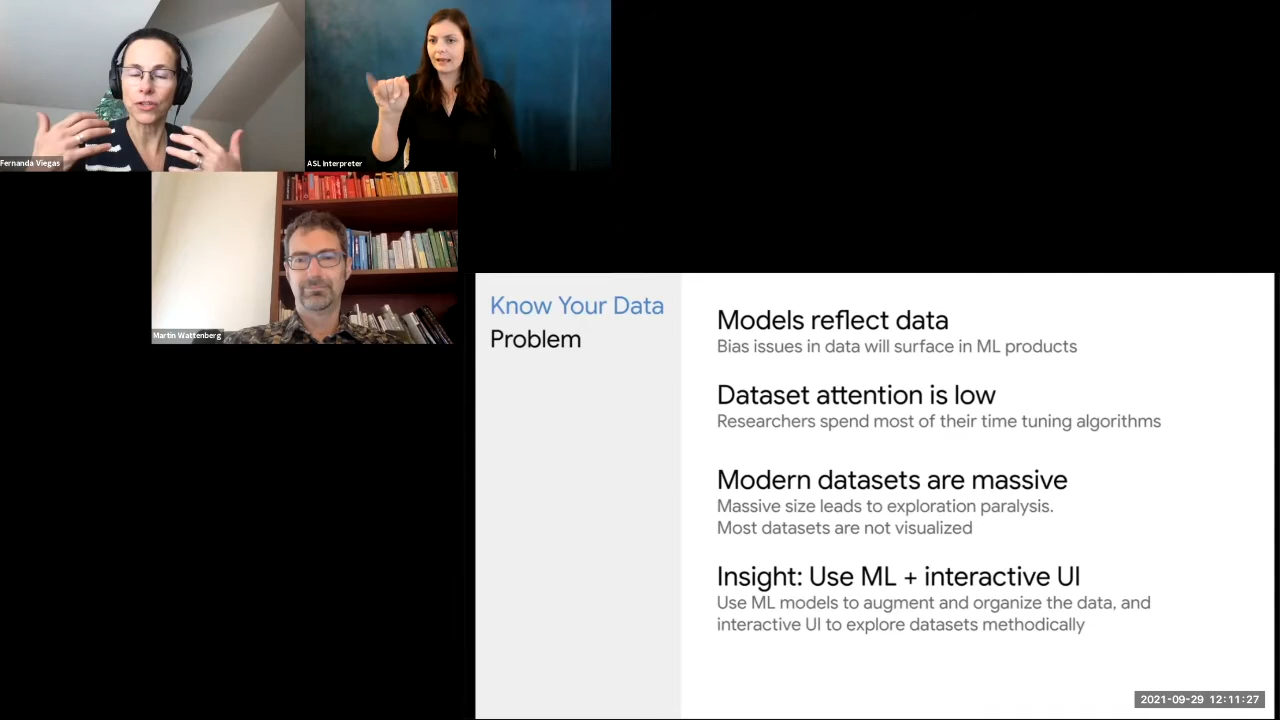 Fernanda Viegas
ASL Interpreter
Martin Wattenberg
Know Your Data
Problem
Models reflect data
Bias issues in data will surface in ML products
Dataset attention is low
Researchers spend most of their time tuning algorithms
Modern datasets are massive
Massive size leads to exploration paralysis.
Most datasets are not visualized
Insight: Use ML + interactive UI
Use ML models to augment and organize the data, and
interactive UI to explore datasets methodically
2021-09-29 12:11:27